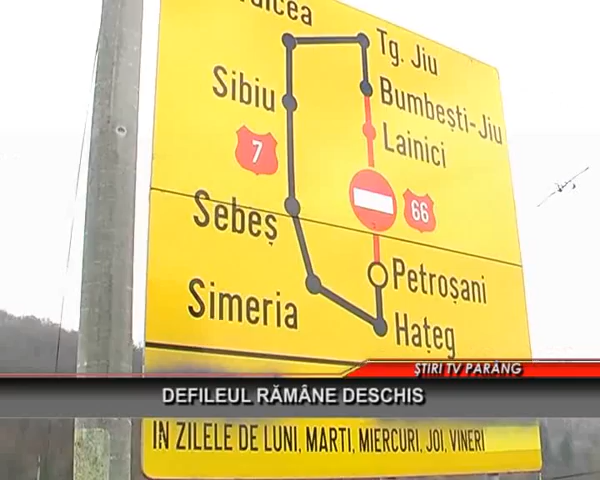 Tg. Jiu
Sibiu
Bumbești-Jiu
Lainici
7
66
Sebeș
Petroșani
Simeria
Hațeg
ȘTIRI TV PARÂNG
DEFILEUL RĂMÂNE DESCHIS
IN ZILELE DE LUNI, MARTI, MIERCURI, JOI, VINERI